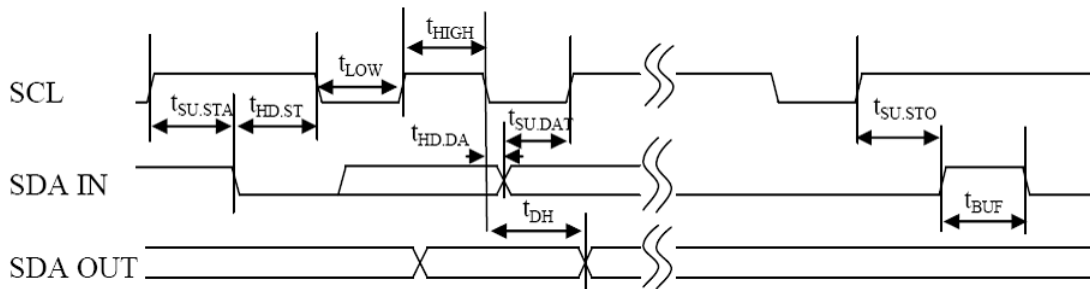 tHIGH
tLOW
SCL
tSU.STA
tHD.ST
tSU.DAT
tSU.STO
tHD.DA
SDA IN
tDH
tBUF
SDA OUT